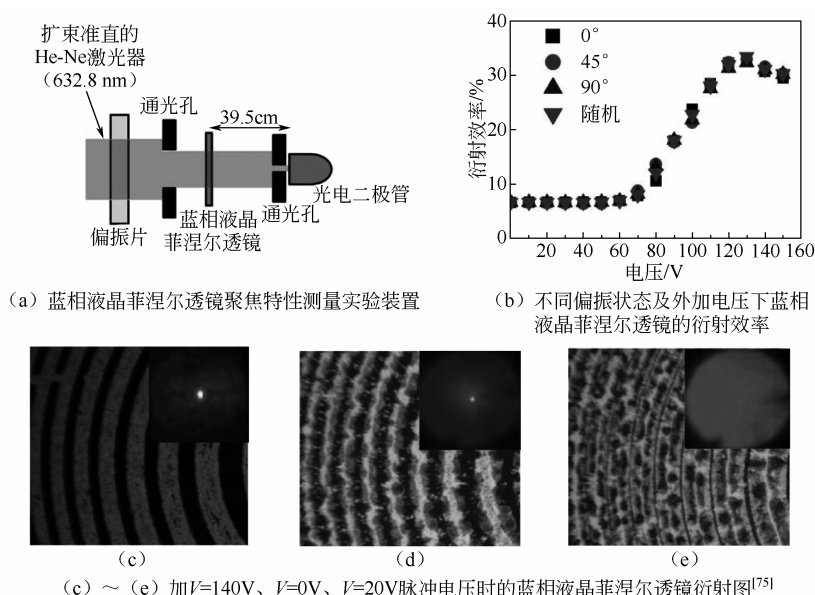 扩束准直的
He-Ne激光器
（632.8 nm）
通光孔
39.5cm
光电二极管
通光孔
蓝相液晶
菲涅尔透镜
偏振片
（a）蓝相液晶菲涅尔透镜聚焦特性测量实验装置
衍射效率/%
40
30
20
10
0
0°
45°
90°
随机
20 40 60 80 100 120 140 160
电压/V
（b）不同偏振状态及外加电压下蓝相
液晶菲涅尔透镜的衍射效率
（c）
（d）
（e）
（c）～（e）加V=140V、V=0V、V=20V脉冲电压时的蓝相液晶菲涅尔透镜衍射图[75]